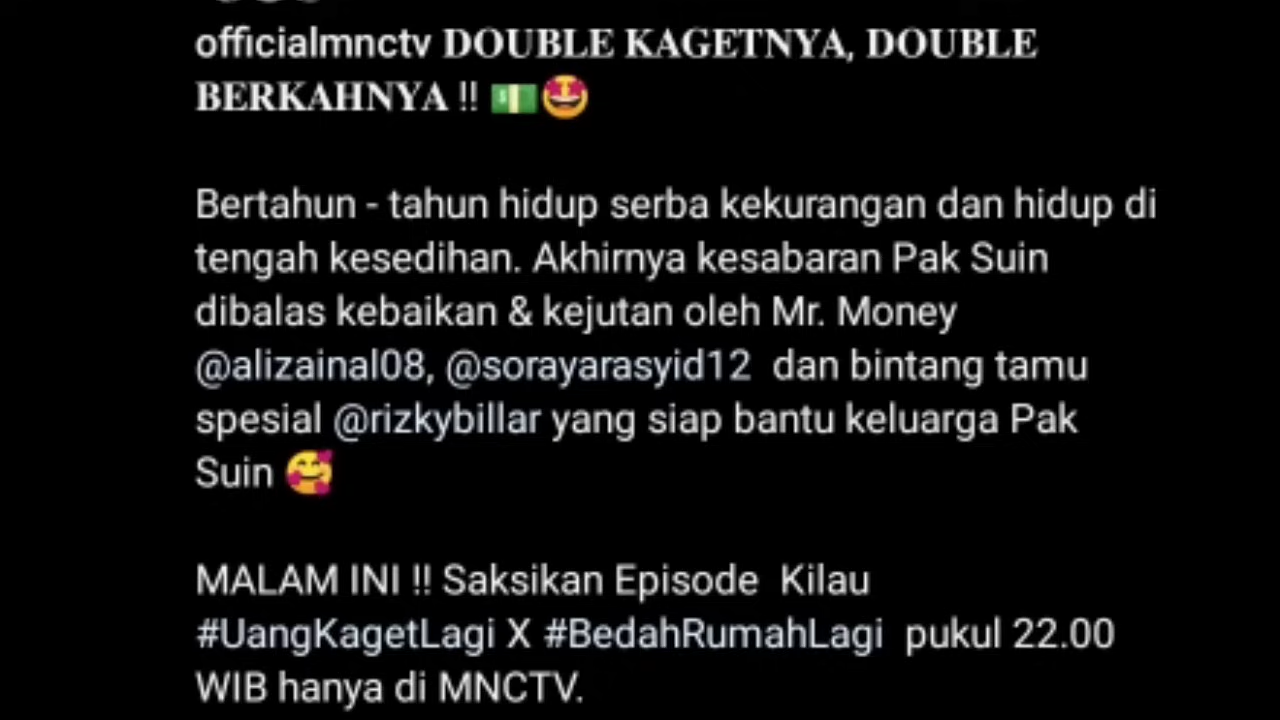 officialmnctv DOUBLE KAGETNYA, DOUBLE
BERKAHNYA !! 💵🤩
Bertahun - tahun hidup serba kekurangan dan hidup di
tengah kesedihan. Akhirnya kesabaran Pak Suin
dibalas kebaikan & kejutan oleh Mr. Money
@alizainal08, @sorayarasyid12 dan bintang tamu
spesial @rizkybillar yang siap bantu keluarga Pak
Suin 🥰
MALAM INI !! Saksikan Episode Kilau
#UangKagetLagi X #BedahRumahLagi pukul 22.00
WIB hanya di MNCTV.